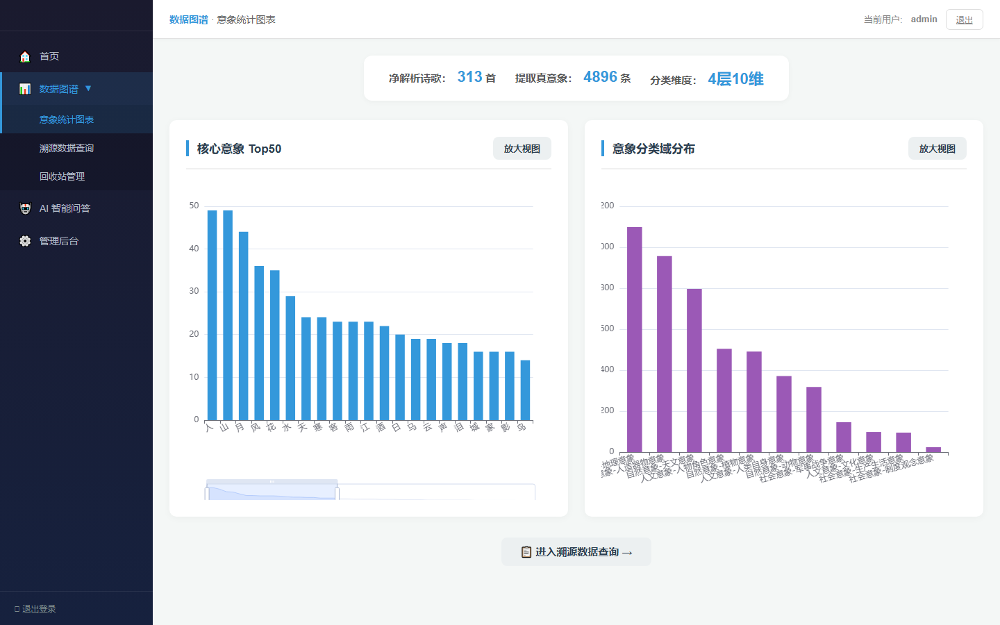 数据图谱 · 意象统计图表
当前用户: admin 退出
首页
数据图谱 ▼
意象统计图表
溯源数据查询
回收站管理
AI 智能问答
管理后台
退出登录
净解析诗歌： 313 首 提取真意象： 4896 条 分类维度： 4层10维
核心意象 Top50
放大视图
50
40
30
20
10
0
人 山 月 风 花 水 天 寒 客 雨 江 酒 日 马 云 声 泪 城 家 影 鸟
意象分类域分布
放大视图
200
000
800
600
400
200
0
地理意象
意象-人造器物意象
自然意象-天文意象
人文意象-人物角色意象
自然意象-植物意象
人文意象-人类自身意象
自然意象-动物意象
社会意象-军事战争意象
人文意象-文化意象
社会意象-生产生活意象
社会意象-制度观念意象
📋 进入溯源数据查询 →